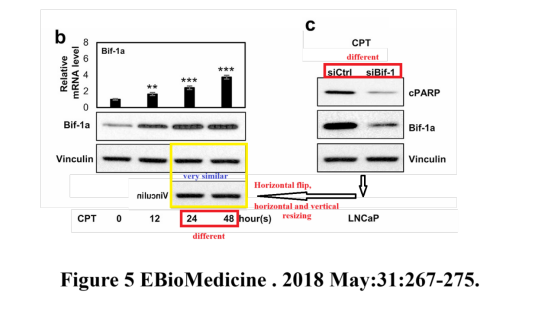 b
c
Bif-1a
Relative
mRNA level
8
6
4
2
0
**
***
***
Bif-1a
Vinculin
very similar
Vinculin
CPT
0
12
24
48
hour(s)
different
CPT
different
siCtrl
siBif-1
cPARP
Bif-1a
Vinculin
Horizontal flip,
horizontal and vertical
resizing
LNCaP
Figure 5 EBioMedicine . 2018 May:31:267-275.